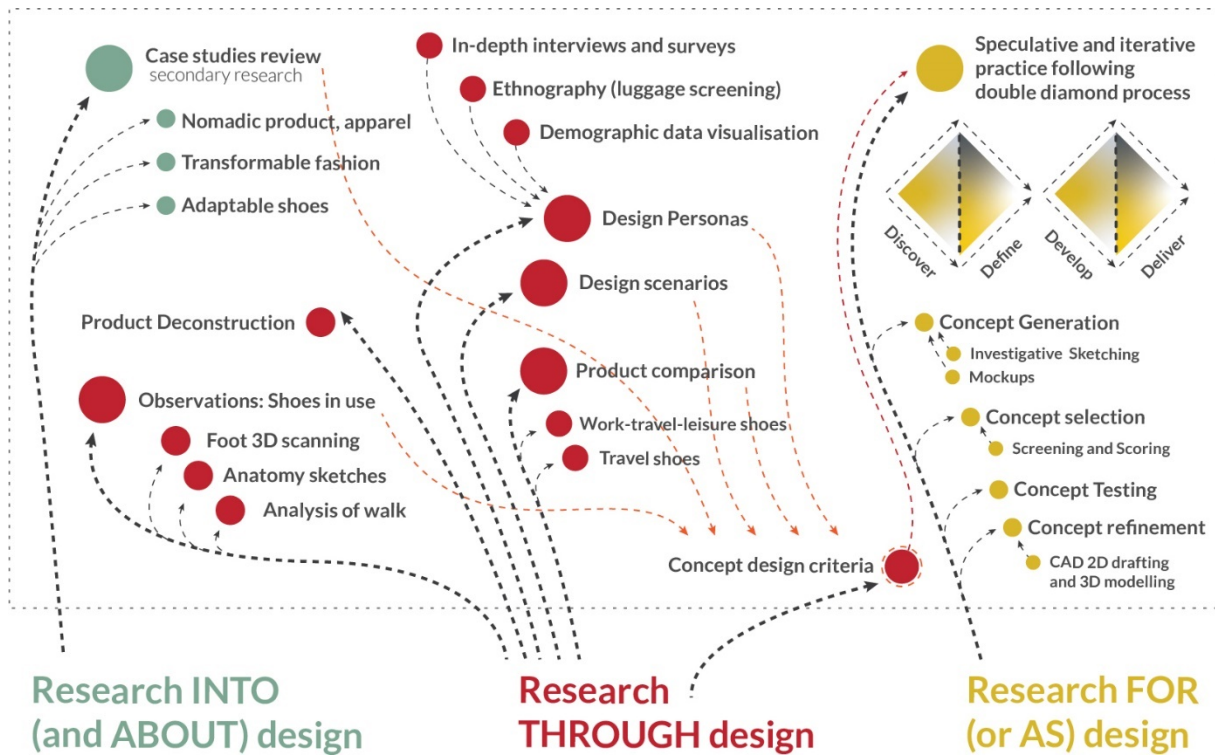 Case studies review
secondary research
Nomadic product, apparel
Transformable fashion
Adaptable shoes
Product Deconstruction
Observations: Shoes in use
Foot 3D scanning
Anatomy sketches
Analysis of walk
In-depth interviews and surveys
Ethnography (luggage screening)
Demographic data visualisation
Design Personas
Design scenarios
Product comparison
Work-travel-leisure shoes
Travel shoes
Concept design criteria
Speculative and iterative
practice following
double diamond process
Discover
Define
Develop
Deliver
Concept Generation
Investigative Sketching
Mockups
Concept selection
Screening and Scoring
Concept Testing
Concept refinement
CAD 2D drafting
and 3D modelling
Research INTO
(and ABOUT) design
Research
THROUGH design
Research FOR
(or AS) design